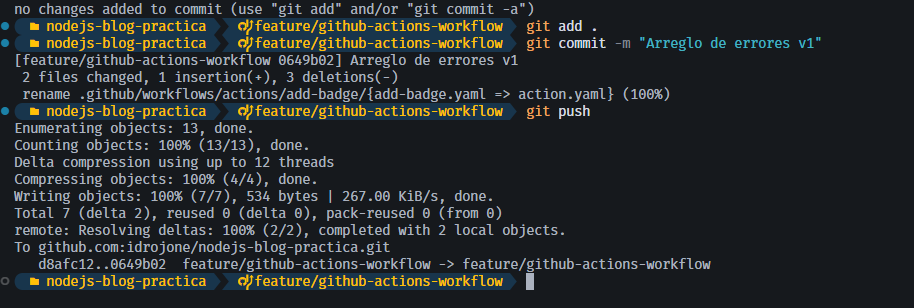 no changes added to commit (use "git add" and/or "git commit -a")
nodejs-blog-practica feature/github-actions-workflow git add .
nodejs-blog-practica feature/github-actions-workflow git commit -m "Arreglo de errores v1"
[feature/github-actions-workflow 0649b02] Arreglo de errores v1
2 files changed, 1 insertion(+), 3 deletions(-)
rename .github/workflows/actions/add-badge/{add-badge.yaml => action.yaml} (100%)
nodejs-blog-practica feature/github-actions-workflow git push
Enumerating objects: 13, done.
Counting objects: 100% (13/13), done.
Delta compression using up to 12 threads
Compressing objects: 100% (4/4), done.
Writing objects: 100% (7/7), 534 bytes | 267.00 KiB/s, done.
Total 7 (delta 2), reused 0 (delta 0), pack-reused 0 (from 0)
remote: Resolving deltas: 100% (2/2), completed with 2 local objects.
To github.com:idrojone/nodejs-blog-practica.git
d8afc12..0649b02 feature/github-actions-workflow -> feature/github-actions-workflow
nodejs-blog-practica feature/github-actions-workflow